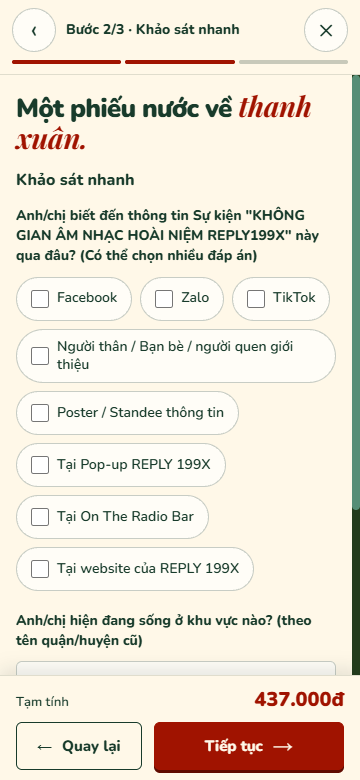 Bước 2/3 · Khảo sát nhanh
Một phiếu nước về thanh
xuân.
Khảo sát nhanh
Anh/chị biết đến thông tin Sự kiện "KHÔNG
GIAN ÂM NHẠC HOÀI NIỆM REPLY199X" này
qua đâu? (Có thể chọn nhiều đáp án)
Facebook
Zalo
TikTok
Người thân / Bạn bè / người quen giới
thiệu
Poster / Standee thông tin
Tại Pop-up REPLY 199X
Tại On The Radio Bar
Tại website của REPLY 199X
Anh/chị hiện đang sống ở khu vực nào? (theo
tên quận/huyện cũ)
Tạm tính
437.000đ
← Quay lại
Tiếp tục →